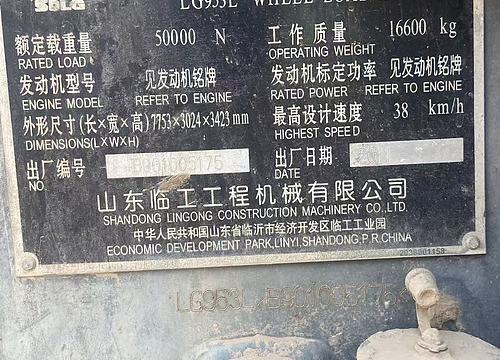 SDLG LG953L WHEEL LOADER
额定载重量 50000 N 工作质量 16600 kg
RATED LOAD OPERATING WEIGHT
发动机型号 见发动机铭牌 发动机标定功率 见发动机铭牌
ENGINE MODEL REFER TO ENGINE RATED POWER REFER TO ENGINE
外形尺寸(长×宽×高) 7753×3024×3423 mm 最高设计速度 38 km/h
DIMENSIONS(LXWXH) HIGHEST SPEED
出厂编号 E901005175 出厂日期
NO. DATE
山东临工工程机械有限公司
SHANDONG LINGONG CONSTRUCTION MACHINERY CO.,LTD.
中华人民共和国山东省临沂市经济开发区临工工业园
ECONOMIC DEVELOPMENT PARK,LINYI,SHANDONG,P.R.CHINA
2936001159